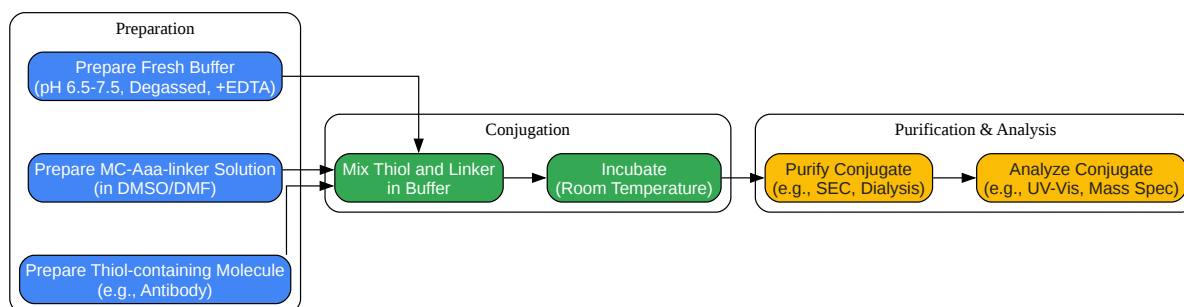 Preparation
Prepare Fresh Buffer
(pH 6.5-7.5, Degassed, +EDTA)
Prepare MC-Aaa-linker Solution
(in DMSO/DMF)
Prepare Thiol-containing Molecule
(e.g., Antibody)
Conjugation
Mix Thiol and Linker
in Buffer
Incubate
(Room Temperature)
Purification & Analysis
Purify Conjugate
(e.g., SEC, Dialysis)
Analyze Conjugate
(e.g., UV-Vis, Mass Spec)